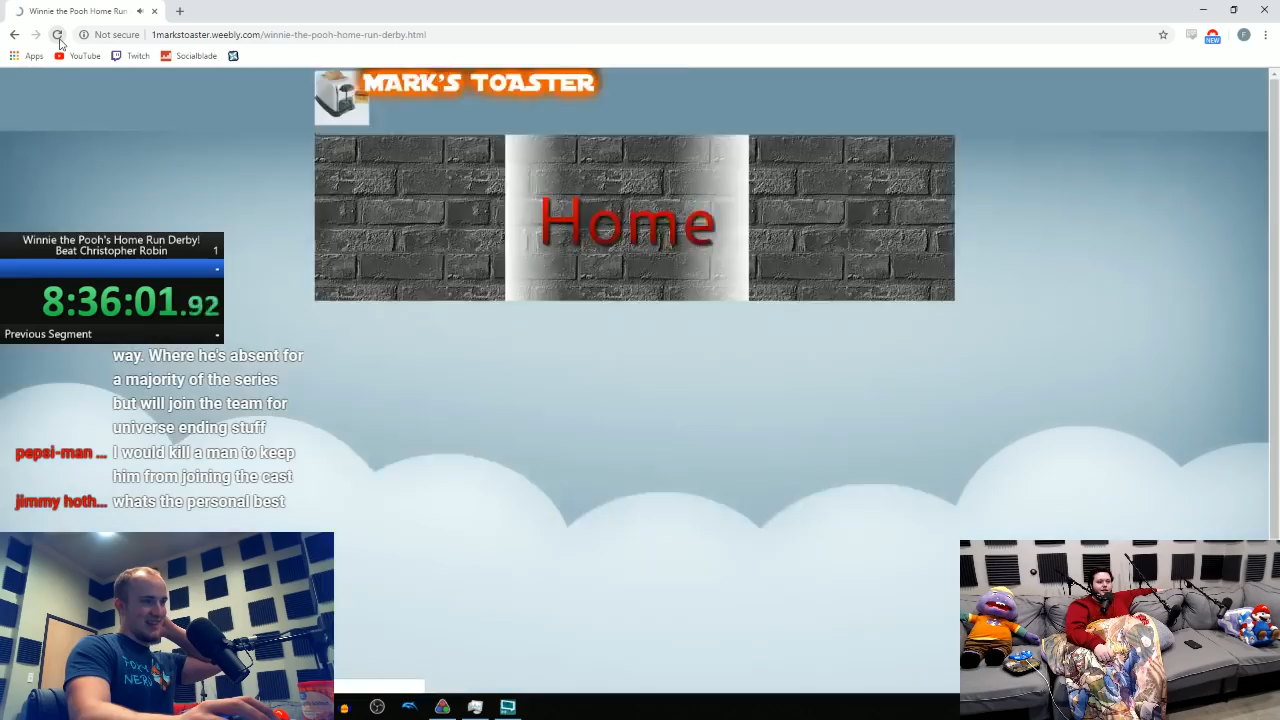 Winnie the Pooh Home Run
Not secure
1markstoaster.weebly.com/winnie-the-pooh-home-run-derby.html
NEW
F
Apps
YouTube
Twitch
Socialblade
MARK'S TOASTER
Home
Winnie the Pooh's Home Run Derby!
Beat Christopher Robin 1
-
8:36:01.92
Previous Segment -
way. Where he's absent for
a majority of the series
but will join the team for
universe ending stuff
pepsi-man ... I would kill a man to keep
him from joining the cast
jimmy hoth... whats the personal best